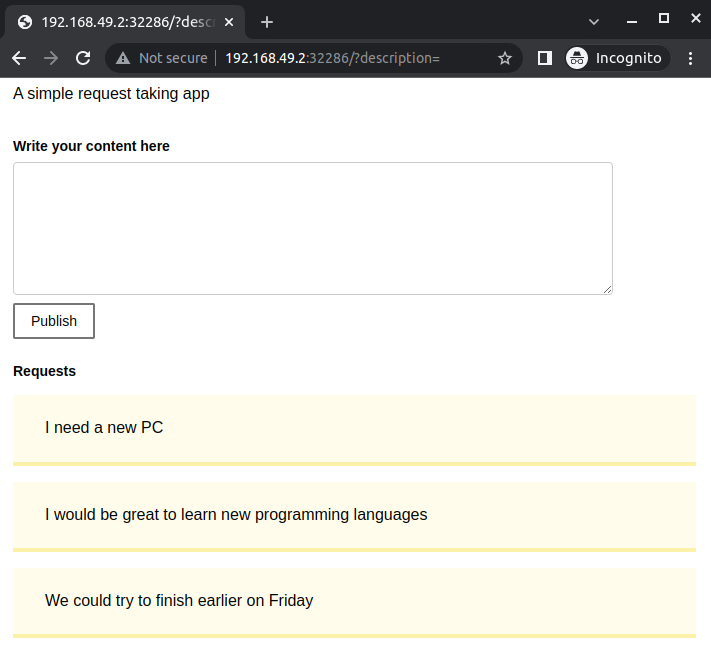 192.168.49.2:32286/?desc
Not secure
192.168.49.2:32286/?description=
Incognito
A simple request taking app
Write your content here
Publish
Requests
I need a new PC
I would be great to learn new programming languages
We could try to finish earlier on Friday